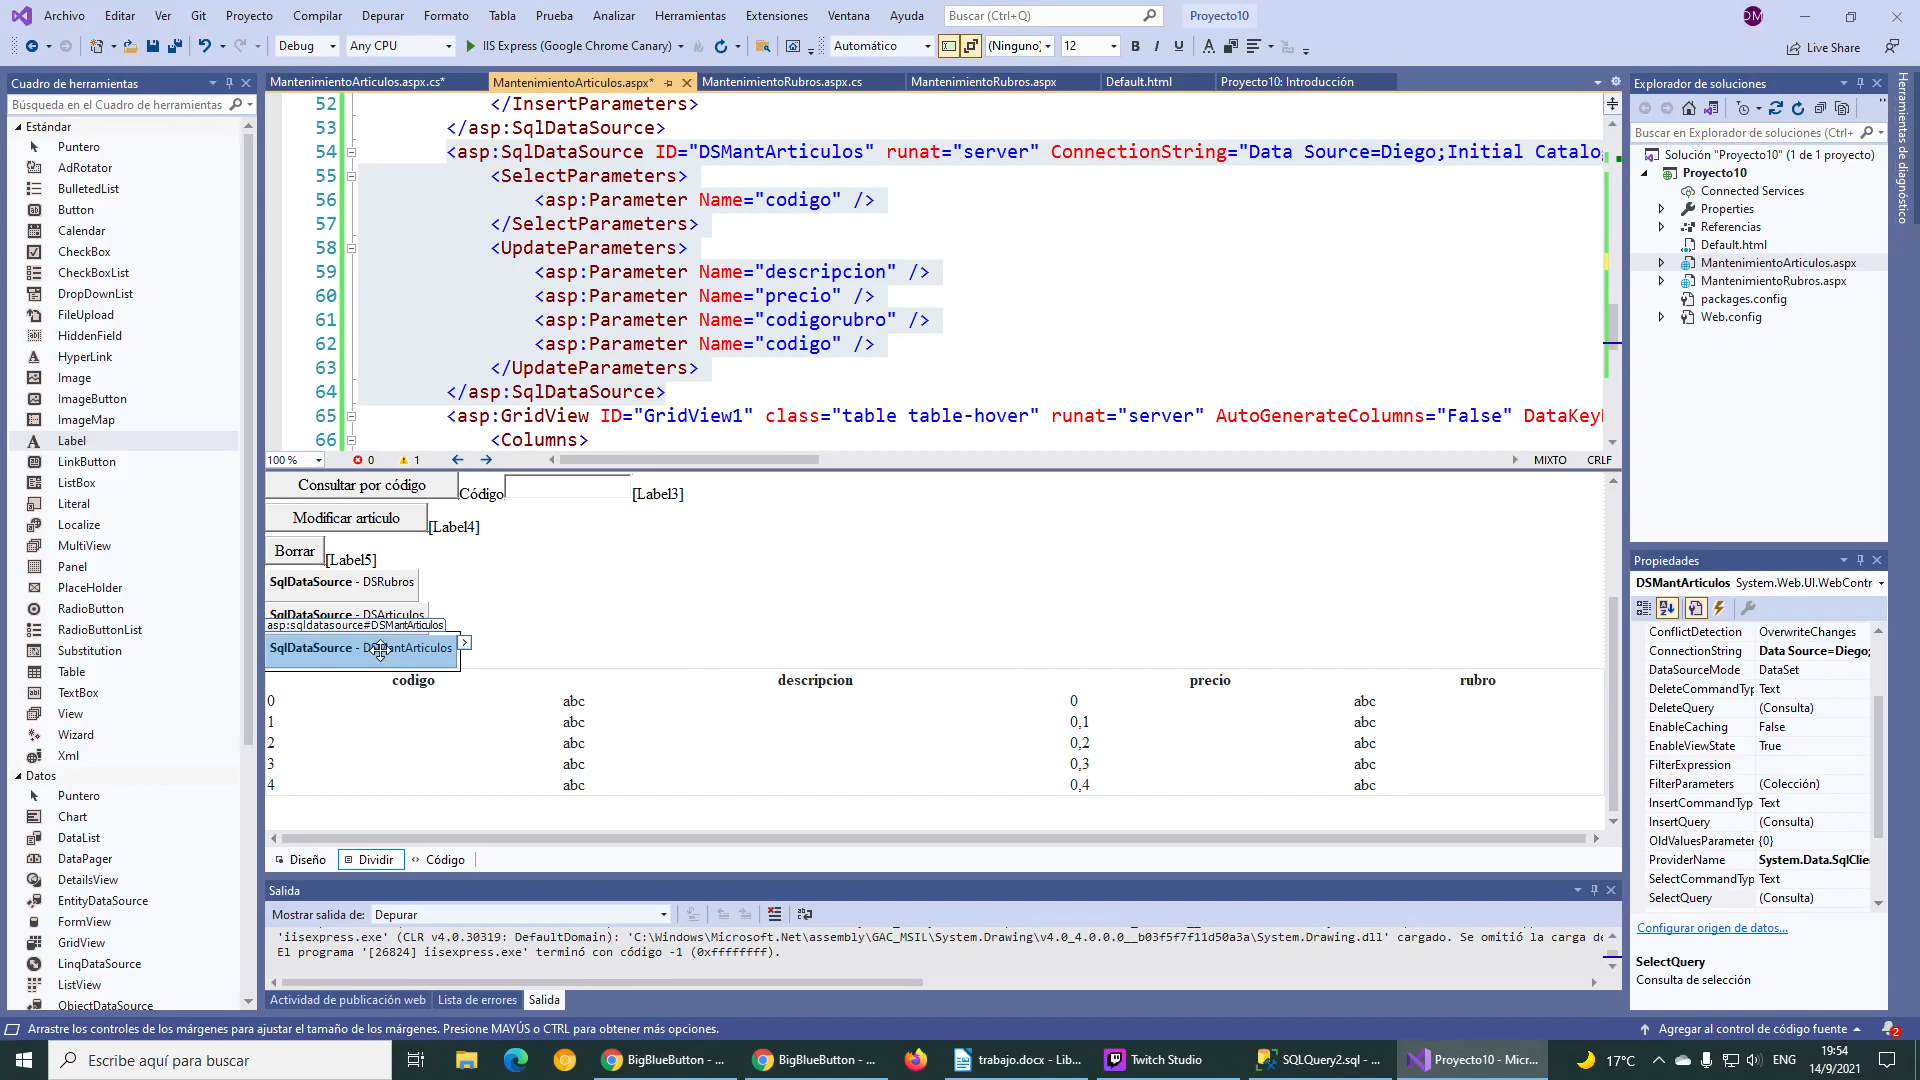 Archivo Editar Ver Git Proyecto Compilar Depurar Formato Tabla Prueba Analizar Herramientas Extensiones Ventana Ayuda Buscar (Ctrl+Q) Proyecto10 DM
Debug Any CPU IIS Express (Google Chrome Canary) Automático (Ninguno) 12 B I U A Live Share
Cuadro de herramientas
Búsqueda en el Cuadro de herramientas
Estándar
Puntero
AdRotator
BulletedList
Button
Calendar
CheckBox
CheckBoxList
DropDownList
FileUpload
HiddenField
HyperLink
Image
ImageButton
ImageMap
Label
LinkButton
ListBox
Literal
Localize
MultiView
Panel
PlaceHolder
RadioButton
RadioButtonList
Substitution
Table
TextBox
View
Wizard
Xml
Datos
Puntero
Chart
DataList
DataPager
DetailsView
EntityDataSource
FormView
GridView
LinqDataSource
ListView
ObjectDataSource
MantenimientoArticulos.aspx.cs* MantenimientoArticulos.aspx* MantenimientoRubros.aspx.cs MantenimientoRubros.aspx Default.html Proyecto10: Introducción
52 </InsertParameters>
53 </asp:SqlDataSource>
54 <asp:SqlDataSource ID="DSMantArticulos" runat="server" ConnectionString="Data Source=Diego;Initial Catalo
55 <SelectParameters>
56 <asp:Parameter Name="codigo" />
57 </SelectParameters>
58 <UpdateParameters>
59 <asp:Parameter Name="descripcion" />
60 <asp:Parameter Name="precio" />
61 <asp:Parameter Name="codigorubro" />
62 <asp:Parameter Name="codigo" />
63 </UpdateParameters>
64 </asp:SqlDataSource>
65 <asp:GridView ID="GridView1" class="table table-hover" runat="server" AutoGenerateColumns="False" DataKey
66 <Columns>
100 % 0 1 MIXTO CRLF
Consultar por código Código [Label3]
Modificar artículo [Label4]
Borrar [Label5]
SqlDataSource - DSRubros
SqlDataSource - DSArticulos
asp:sqldatasource#DSMantArticulos
SqlDataSource - DSMantArticulos
codigo descripcion precio rubro
0 abc 0 abc
1 abc 0,1 abc
2 abc 0,2 abc
3 abc 0,3 abc
4 abc 0,4 abc
Diseño Dividir Código
Salida
Mostrar salida de: Depurar
'iisexpress.exe' (CLR v4.0.30319: DefaultDomain): 'C:\Windows\Microsoft.Net\assembly\GAC_MSIL\System.Drawing\v4.0_4.0.0.0__b03f5f7f11d50a3a\System.Drawing.dll' cargado. Se omitió la carga de
El programa '[26824] iisexpress.exe' terminó con código -1 (0xffffffff).
Actividad de publicación web Lista de errores Salida
Explorador de soluciones
Buscar en Explorador de soluciones (Ctrl+
Solución "Proyecto10" (1 de 1 proyecto)
Proyecto10
Connected Services
Properties
Referencias
Default.html
MantenimientoArticulos.aspx
MantenimientoRubros.aspx
packages.config
Web.config
Herramientas de diagnóstico
Propiedades
DSMantArticulos System.Web.UI.WebContr
ConflictDetection OverwriteChanges
ConnectionString Data Source=Diego;
DataSourceMode DataSet
DeleteCommandTyp Text
DeleteQuery (Consulta)
EnableCaching False
EnableViewState True
FilterExpression
FilterParameters (Colección)
InsertCommandTyp Text
InsertQuery (Consulta)
OldValuesParameter {0}
ProviderName System.Data.SqlClie
SelectCommandTyp Text
SelectQuery (Consulta)
Configurar origen de datos...
SelectQuery
Consulta de selección
Arrastre los controles de los márgenes para ajustar el tamaño de los márgenes. Presione MAYÚS o CTRL para obtener más opciones. Agregar al control de código fuente 2
Escribe aquí para buscar BigBlueButton - ... BigBlueButton - ... trabajo.docx - Lib... Twitch Studio SQLQuery2.sql - ... Proyecto10 - Micr... 17°C ENG 19:54
14/9/2021